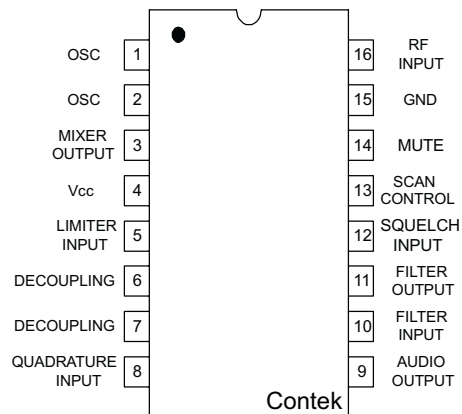 OSC 1
OSC 2
MIXER
OUTPUT 3
Vcc 4
LIMITER
INPUT 5
DECOUPLING 6
DECOUPLING 7
QUADRATURE
INPUT 8
16 RF
INPUT
15 GND
14 MUTE
13 SCAN
CONTROL
12 SQUELCH
INPUT
11 FILTER
OUTPUT
10 FILTER
INPUT
9 AUDIO
OUTPUT
Contek